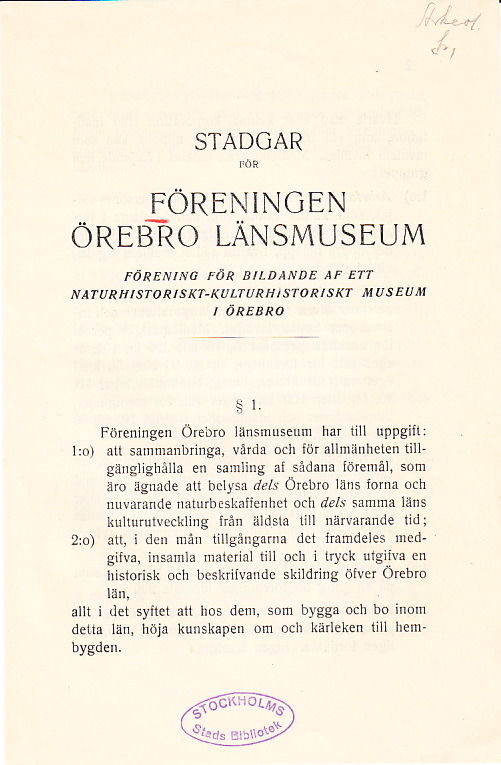 Arkeol.
STADGAR
FÖR
FÖRENINGEN
ÖREBRO LÄNSMUSEUM
FÖRENING FÖR BILDANDE AF ETT
NATURHISTORISKT-KULTURHISTORISKT MUSEUM
I ÖREBRO
§ 1.
Föreningen Örebro länsmuseum har till uppgift:
1:o) att sammanbringa, vårda och för allmänheten till-
gänglighålla en samling af sådana föremål, som
äro ägnade att belysa dels Örebro läns forna och
nuvarande naturbeskaffenhet och dels samma läns
kulturutveckling från äldsta till närvarande tid;
2:o) att, i den mån tillgångarna det framdeles med-
gifva, insamla material till och i tryck utgifva en
historisk och beskrifvande skildring öfver Örebro
län,
allt i det syftet att hos dem, som bygga och bo inom
detta län, höja kunskapen om och kärleken till hem-
bygden.
STOCKHOLMS
Stads Bibliotek